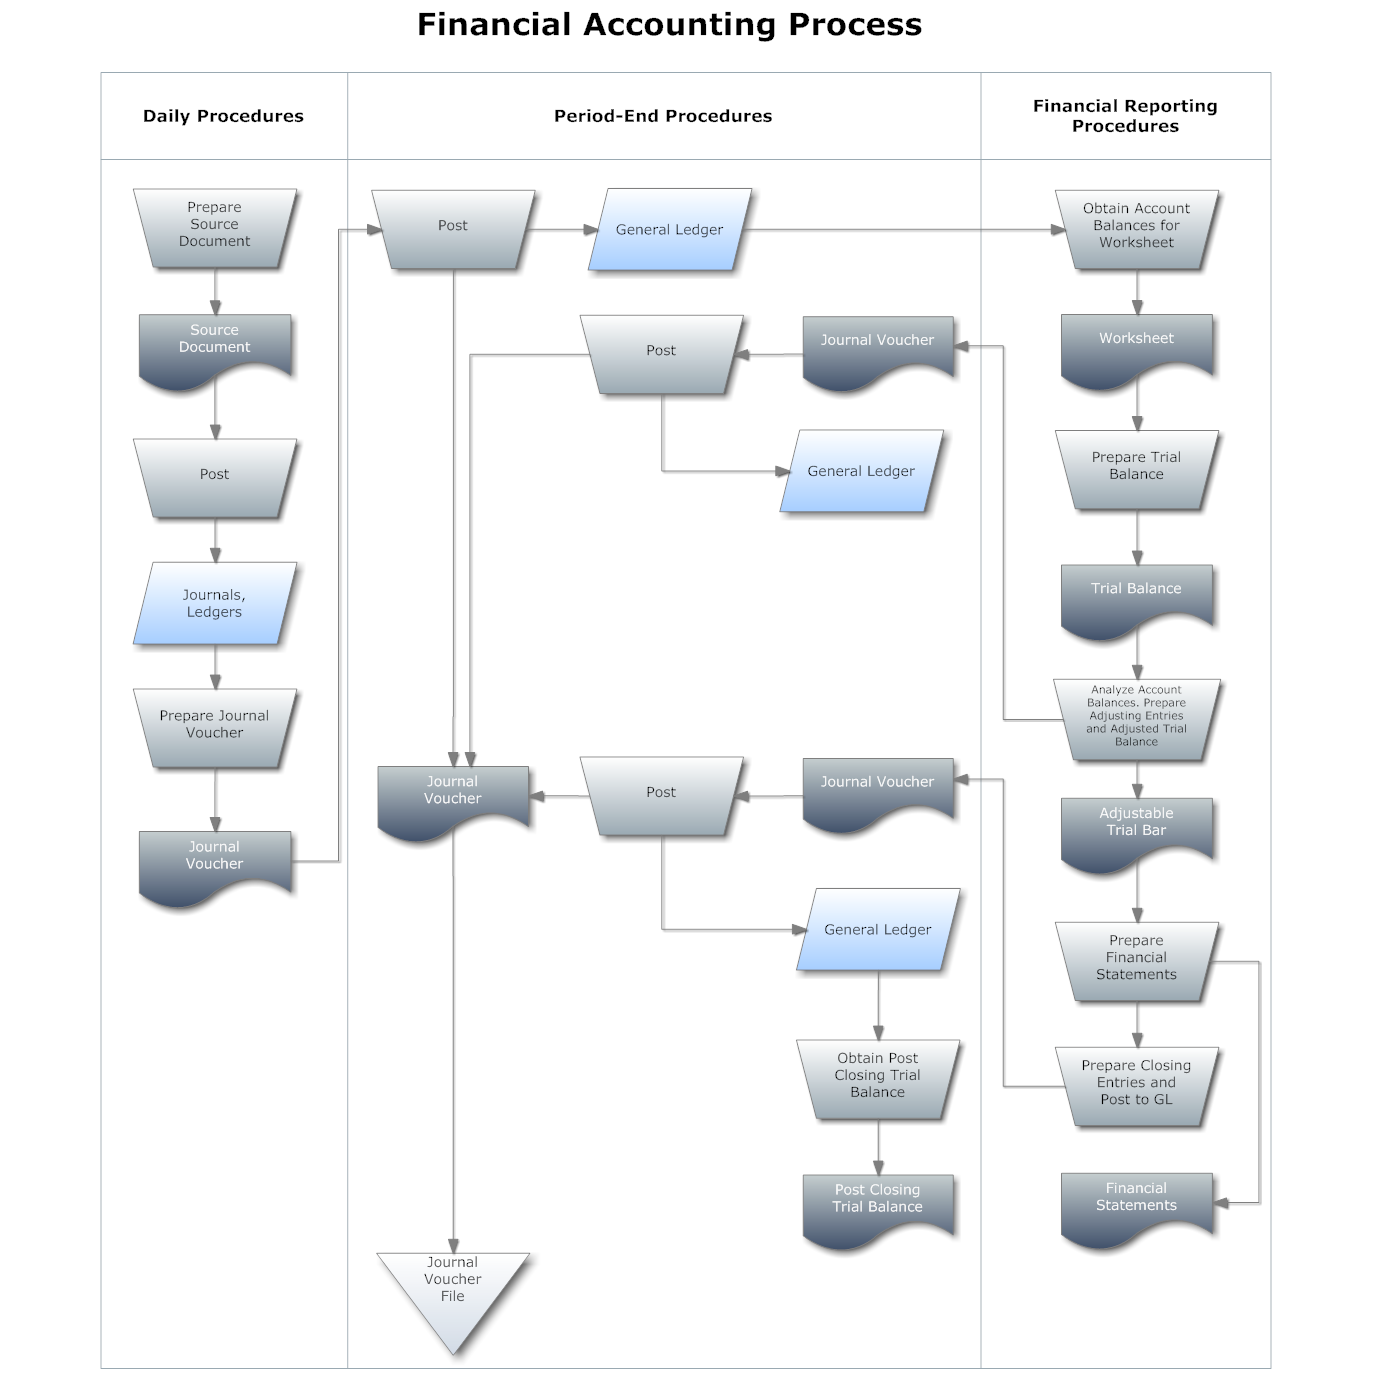 Financial Accounting Process
Daily Procedures
Period-End Procedures
Financial Reporting
Procedures
Prepare
Source
Document
Source
Document
Post
Journals,
Ledgers
Prepare Journal
Voucher
Journal
Voucher
Post
General Ledger
Post
Journal Voucher
General Ledger
Journal
Voucher
Post
Journal Voucher
General Ledger
Obtain Post
Closing Trial
Balance
Post Closing
Trial Balance
Journal
Voucher
File
Obtain Account
Balances for
Worksheet
Worksheet
Prepare Trial
Balance
Trial Balance
Analyze Account
Balances. Prepare
Adjusting Entries
and Adjusted Trial
Balance
Adjustable
Trial Bar
Prepare
Financial
Statements
Prepare Closing
Entries and
Post to GL
Financial
Statements